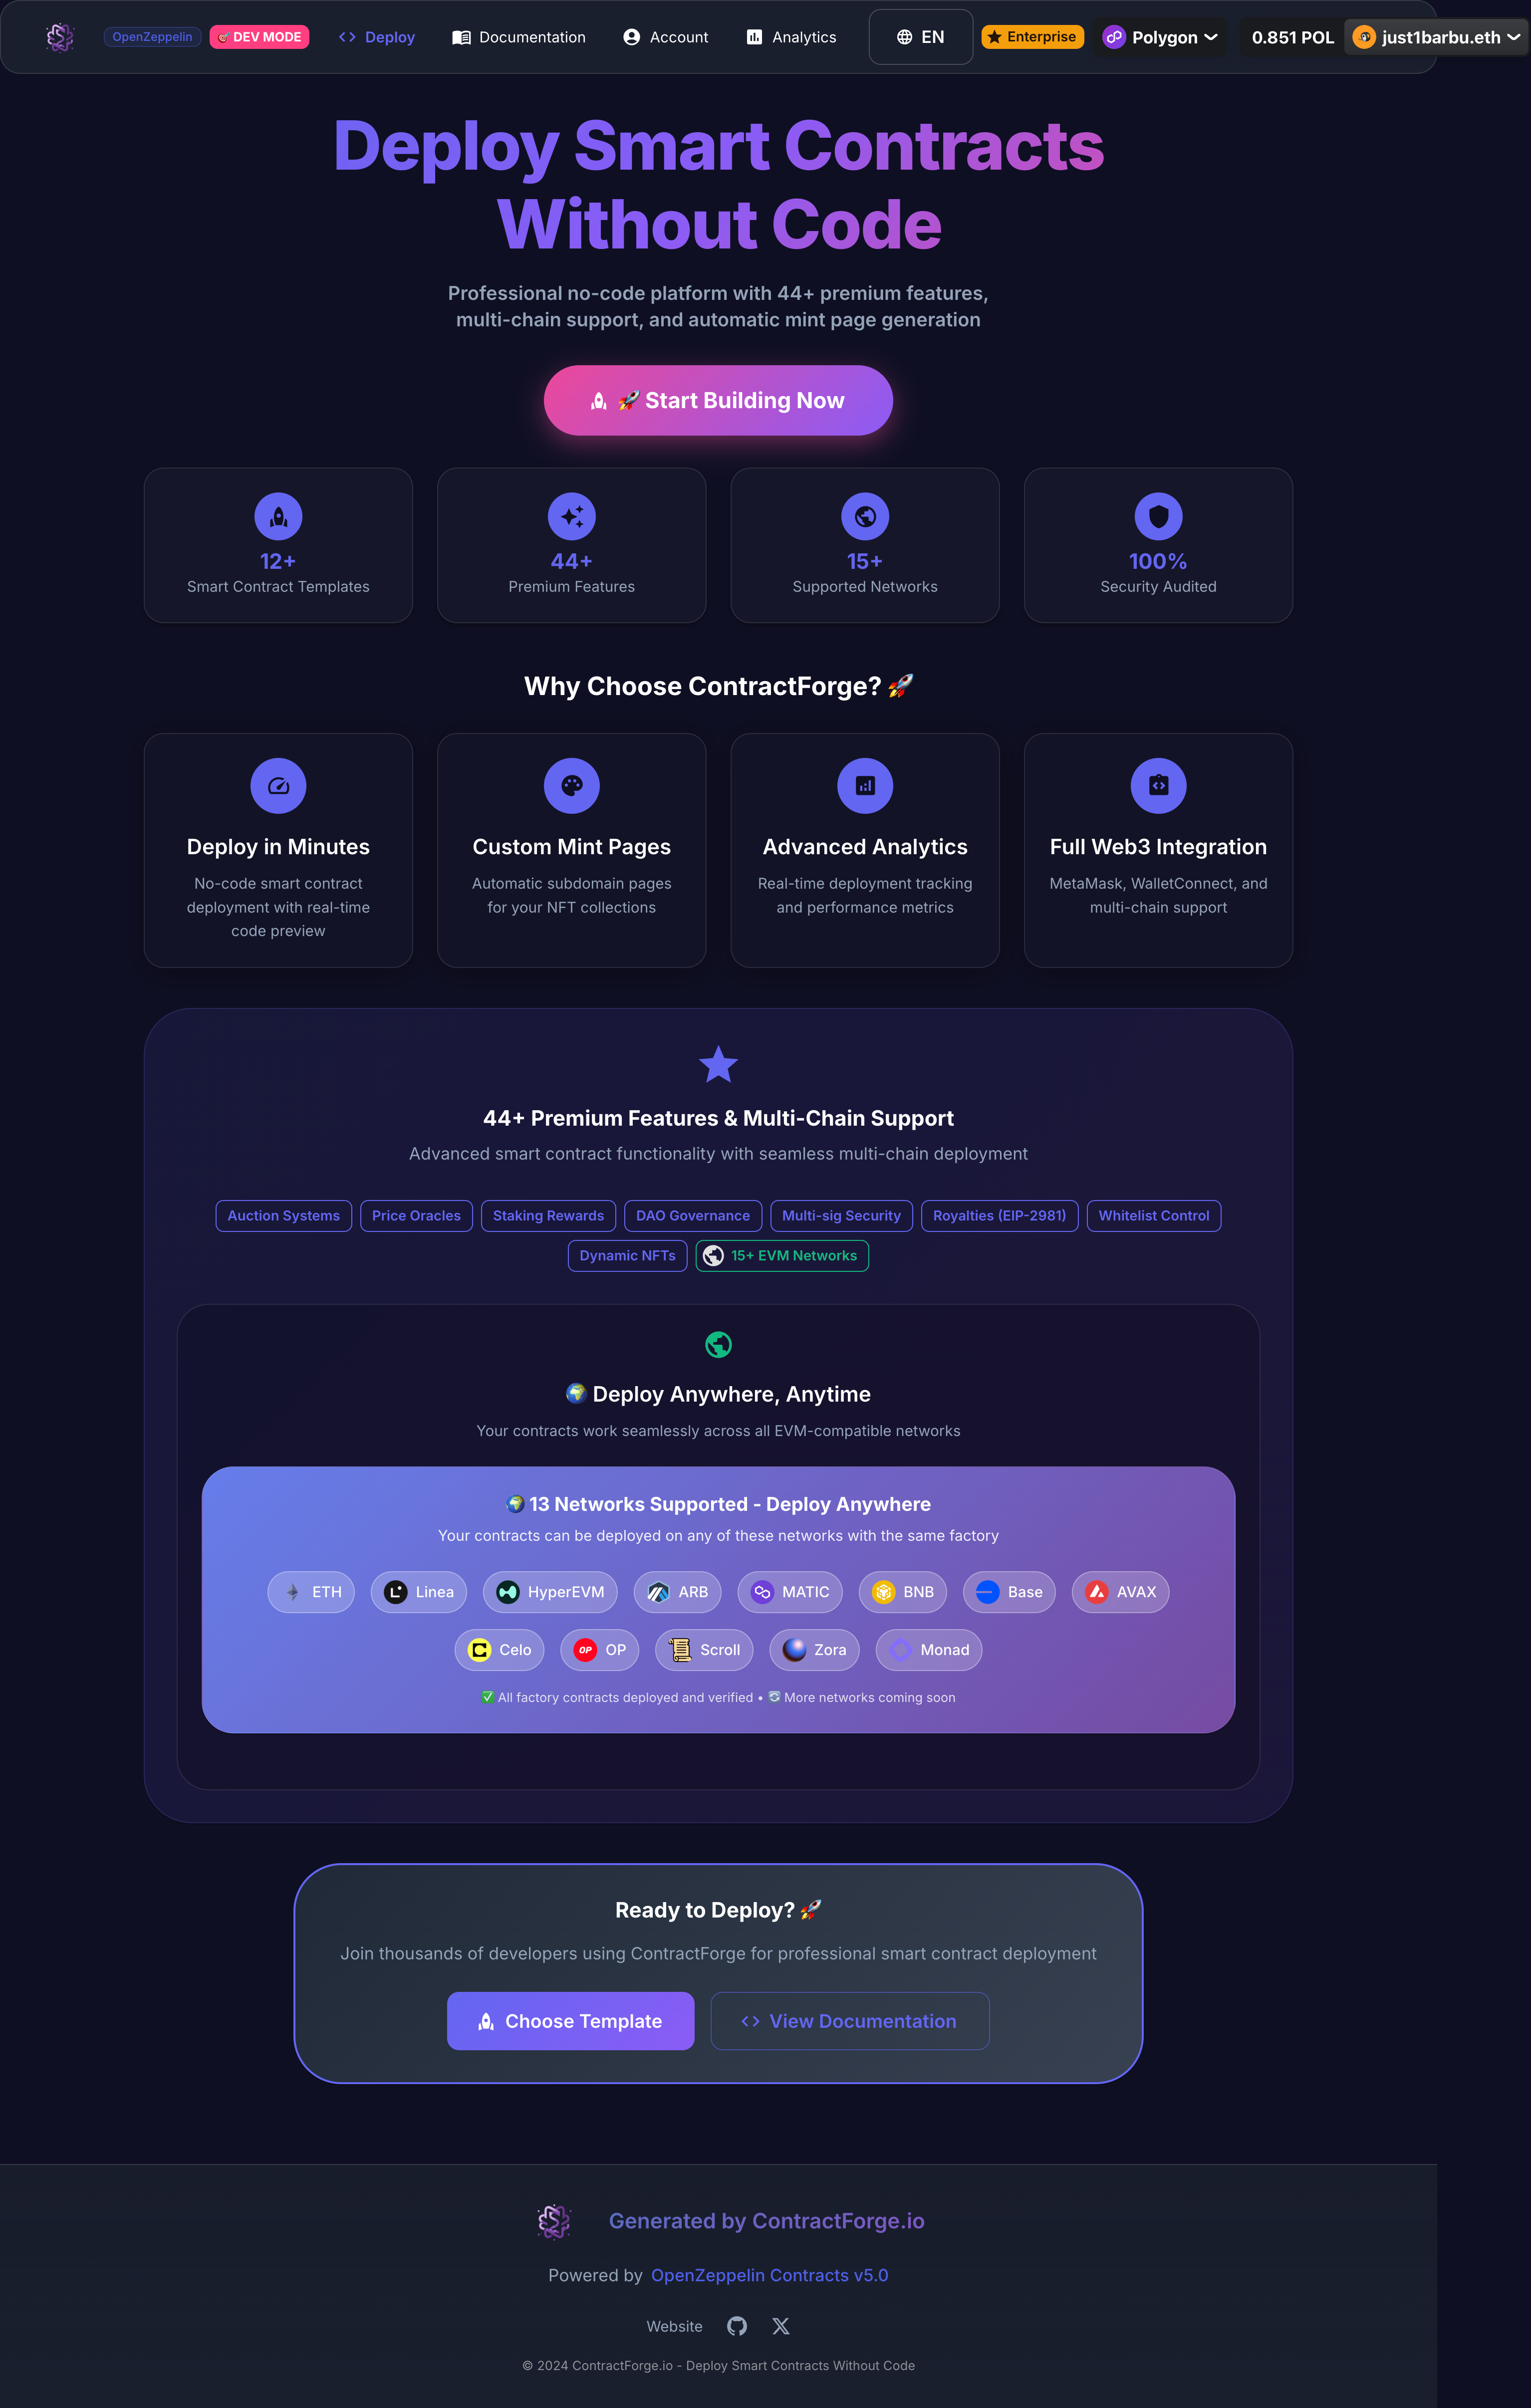 OpenZeppelin
🎯 DEV MODE
Deploy
Documentation
Account
Analytics
EN
Enterprise
Polygon
0.851 POL
just1barbu.eth
Deploy Smart Contracts
Without Code
Professional no-code platform with 44+ premium features,
multi-chain support, and automatic mint page generation
🚀 Start Building Now
12+
Smart Contract Templates
44+
Premium Features
15+
Supported Networks
100%
Security Audited
Why Choose ContractForge? 🚀
Deploy in Minutes
No-code smart contract
deployment with real-time
code preview
Custom Mint Pages
Automatic subdomain pages
for your NFT collections
Advanced Analytics
Real-time deployment tracking
and performance metrics
Full Web3 Integration
MetaMask, WalletConnect, and
multi-chain support
44+ Premium Features & Multi-Chain Support
Advanced smart contract functionality with seamless multi-chain deployment
Auction Systems
Price Oracles
Staking Rewards
DAO Governance
Multi-sig Security
Royalties (EIP-2981)
Whitelist Control
Dynamic NFTs
15+ EVM Networks
🌍 Deploy Anywhere, Anytime
Your contracts work seamlessly across all EVM-compatible networks
🌍 13 Networks Supported - Deploy Anywhere
Your contracts can be deployed on any of these networks with the same factory
ETH
Linea
HyperEVM
ARB
MATIC
BNB
Base
AVAX
Celo
OP OP
Scroll
Zora
Monad
✅ All factory contracts deployed and verified • 🔄 More networks coming soon
Ready to Deploy? 🚀
Join thousands of developers using ContractForge for professional smart contract deployment
Choose Template
View Documentation
Generated by ContractForge.io
Powered by OpenZeppelin Contracts v5.0
Website
© 2024 ContractForge.io - Deploy Smart Contracts Without Code